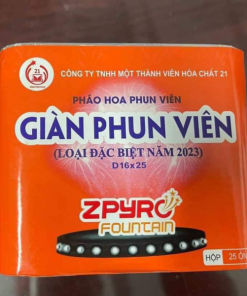 21
CÔNG TY TNHH MỘT THÀNH VIÊN HÓA CHẤT 21
PHÁO HOA PHUN VIÊN
GIÀN PHUN VIÊN
(LOẠI ĐẶC BIỆT NĂM 2023)
D16x25
ZPYRO
FOUNTAIN
HỘP 25 ỐN